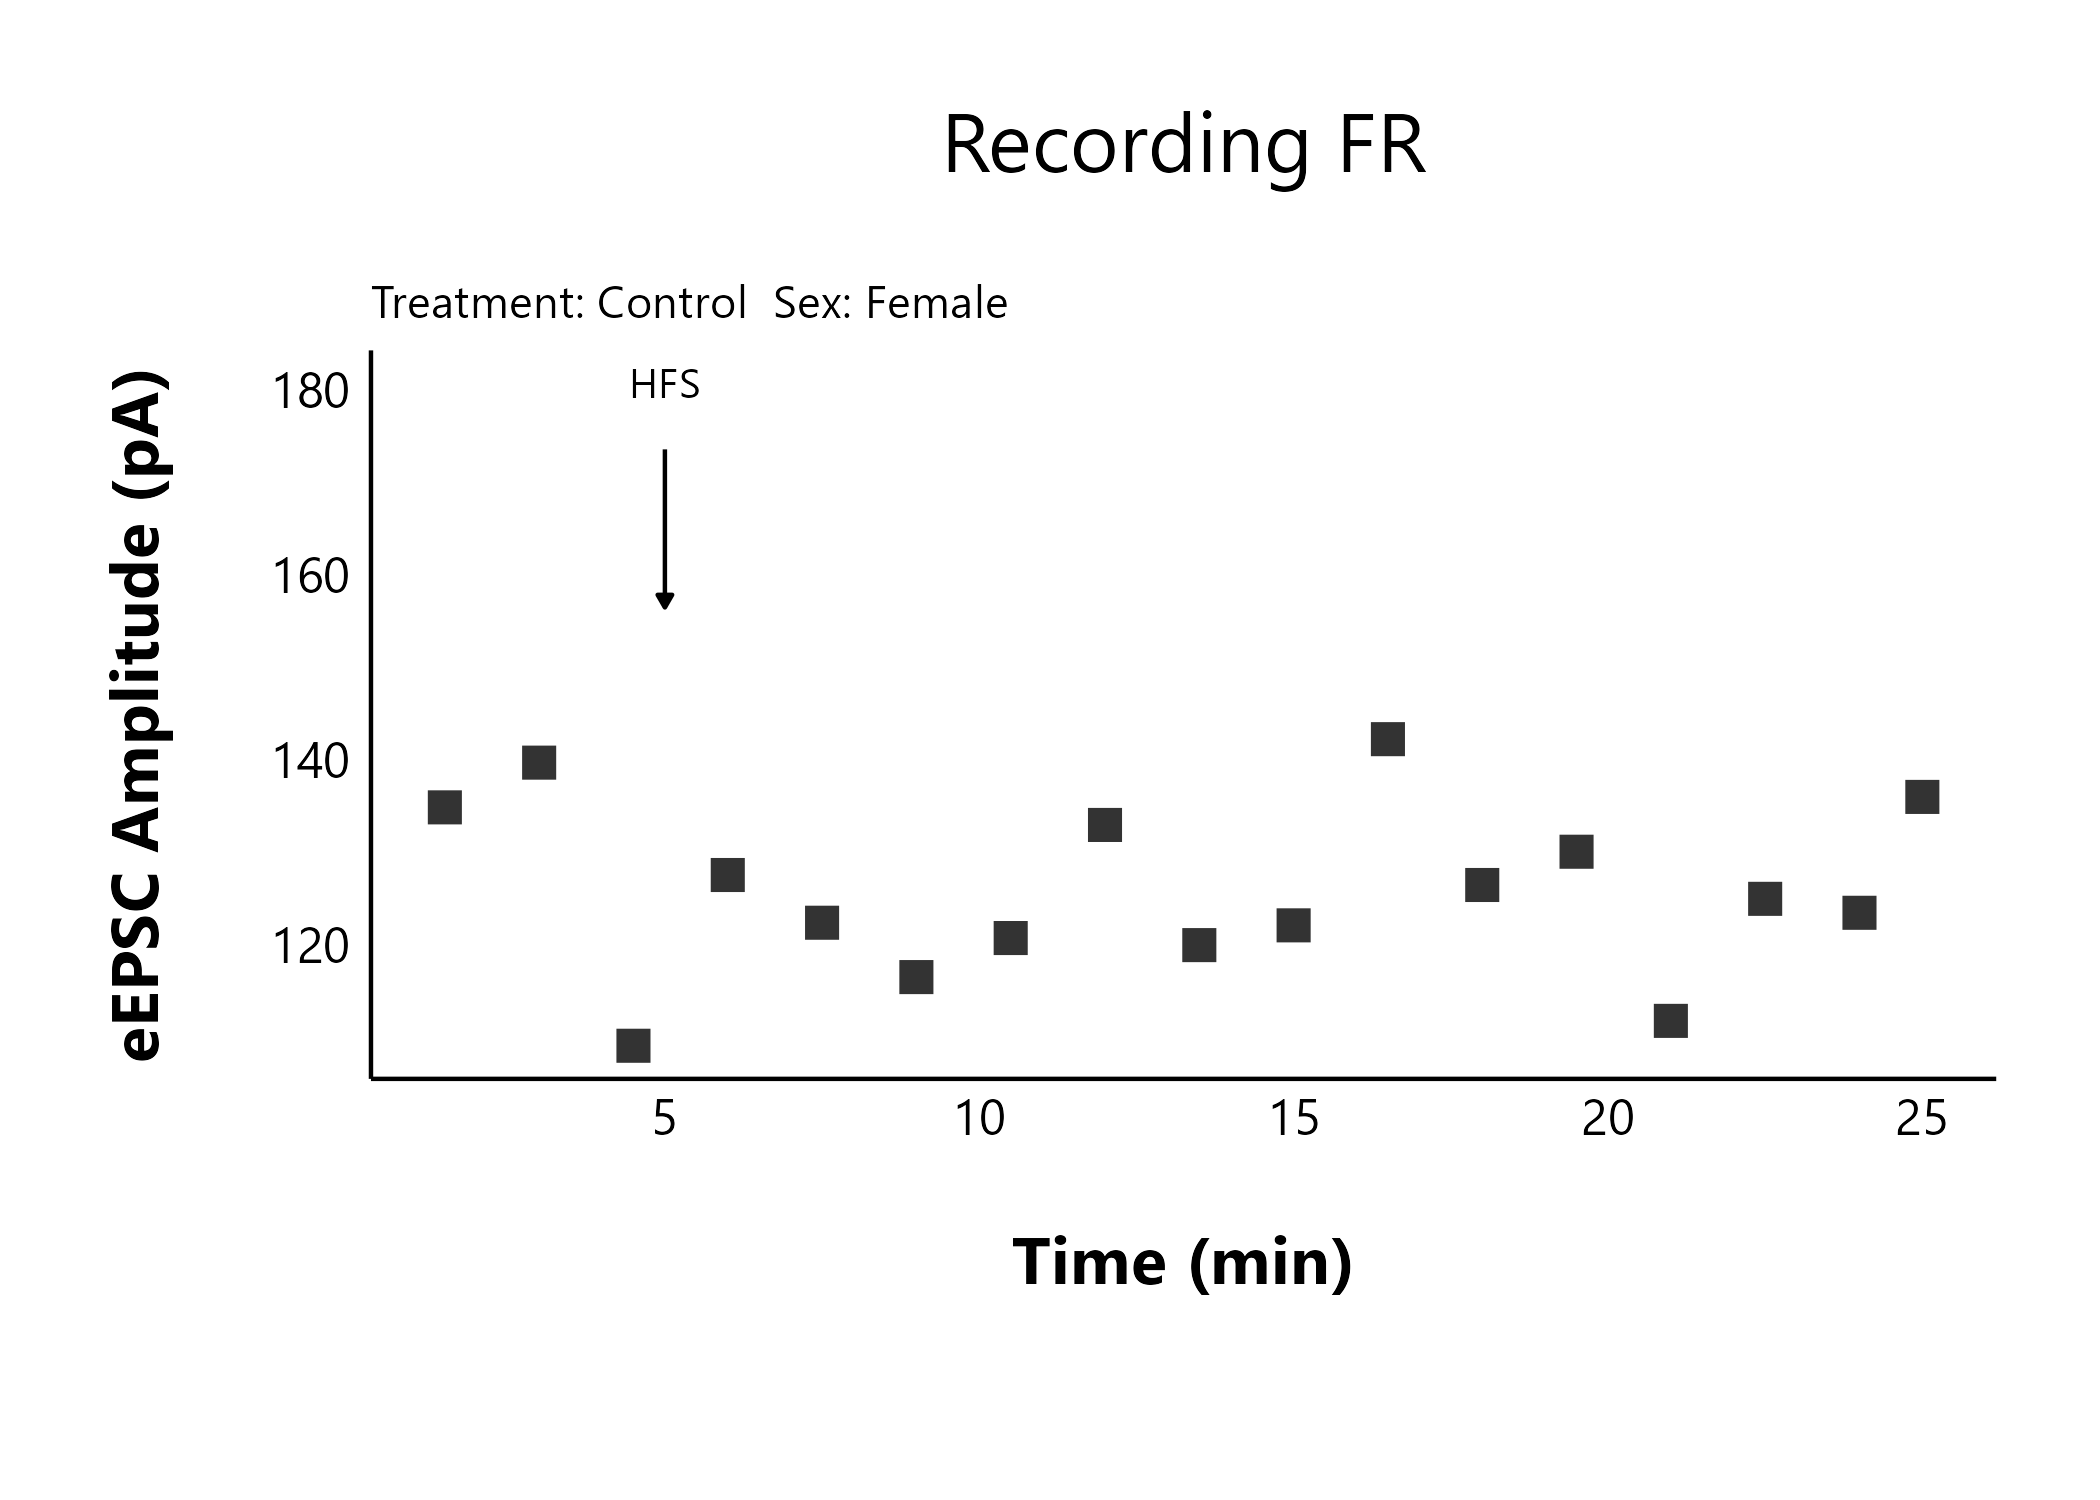 Recording FR
Treatment: Control  Sex: Female
HFS
eEPSC Amplitude (pA)
180
160
140
120
5 10 15 20 25
Time (min)